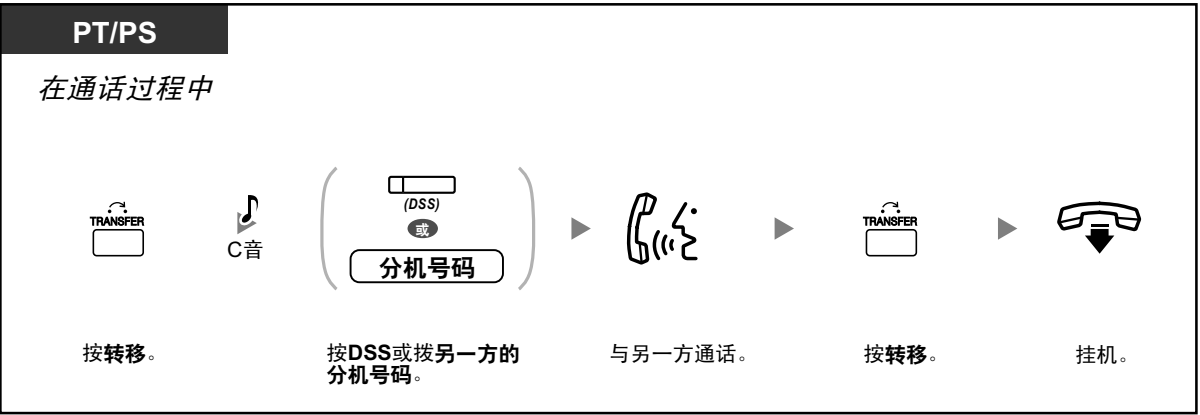 PT/PS
在通话过程中
TRANSFER
C音
(DSS)
或
分机号码
TRANSFER
按转移。
按DSS或拨另一方的
分机号码。
与另一方通话。
按转移。
挂机。